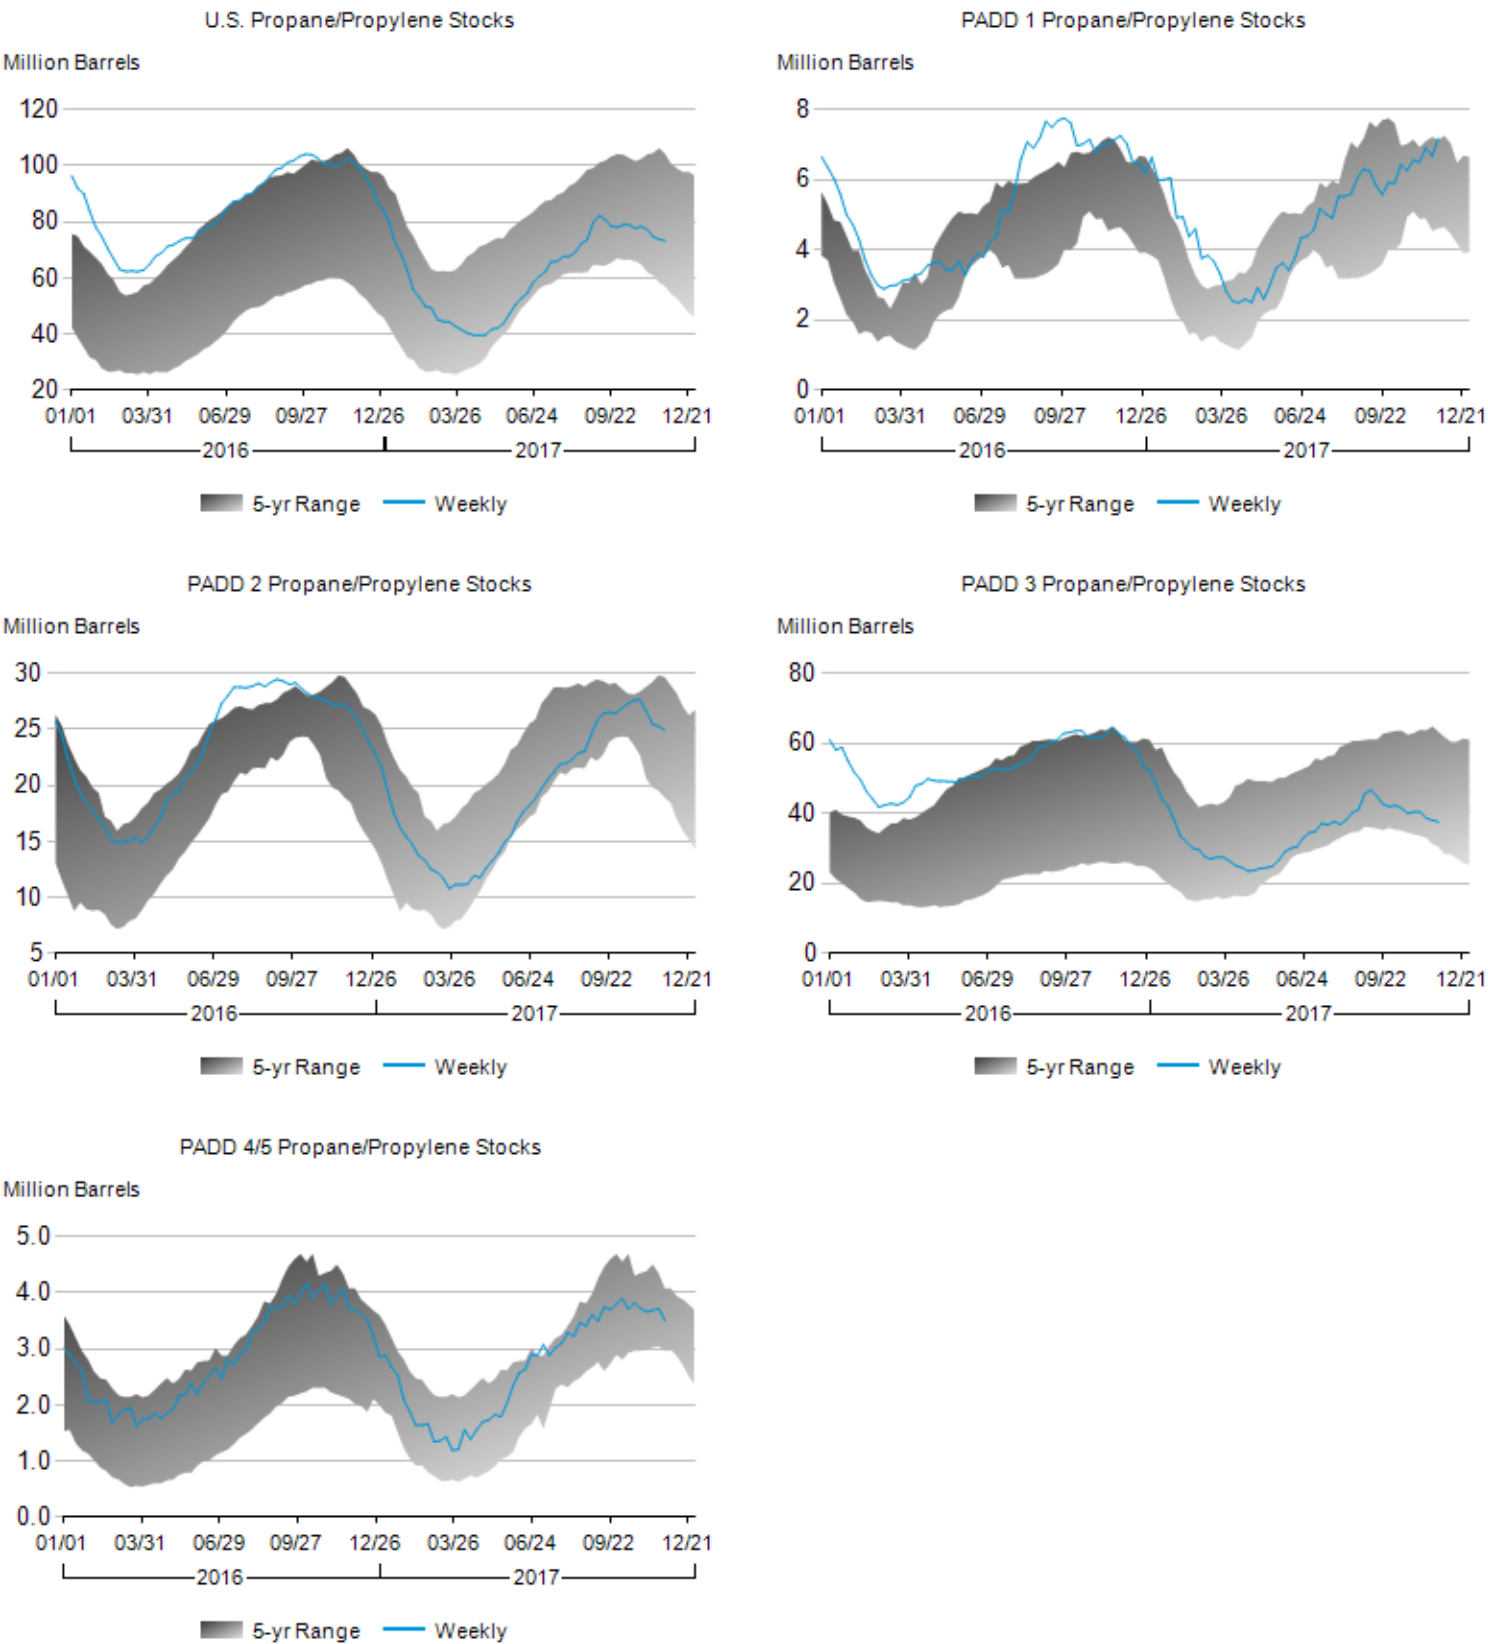 U.S. Propane/Propylene Stocks
Million Barrels
120
100
80
60
40
20
01/01 03/31 06/29 09/27 12/26 03/26 06/24 09/22 12/21
2016 2017
5-yr Range Weekly
PADD 1 Propane/Propylene Stocks
Million Barrels
8
6
4
2
0
01/01 03/31 06/29 09/27 12/26 03/26 06/24 09/22 12/21
2016 2017
5-yr Range Weekly
PADD 2 Propane/Propylene Stocks
Million Barrels
30
25
20
15
10
5
01/01 03/31 06/29 09/27 12/26 03/26 06/24 09/22 12/21
2016 2017
5-yr Range Weekly
PADD 3 Propane/Propylene Stocks
Million Barrels
80
60
40
20
0
01/01 03/31 06/29 09/27 12/26 03/26 06/24 09/22 12/21
2016 2017
5-yr Range Weekly
PADD 4/5 Propane/Propylene Stocks
Million Barrels
5.0
4.0
3.0
2.0
1.0
0.0
01/01 03/31 06/29 09/27 12/26 03/26 06/24 09/22 12/21
2016 2017
5-yr Range Weekly